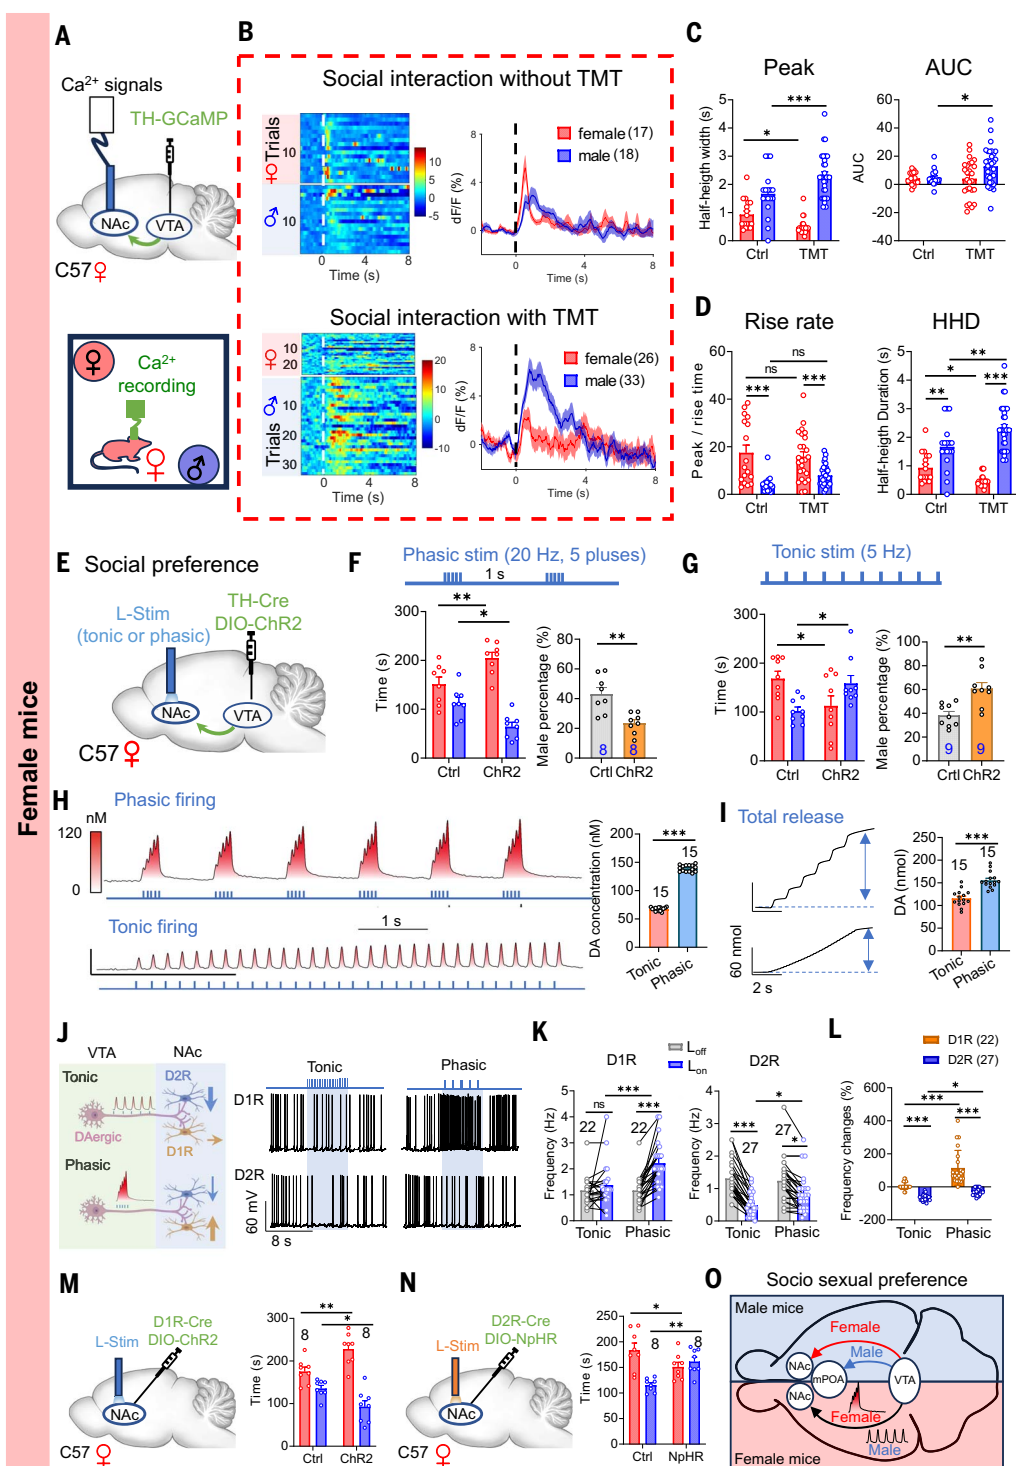 Female mice
A
Ca²⁺ signals
TH-GCaMP
NAc
VTA
C57♀
♀
Ca²⁺
recording
♀
♂
B
Social interaction without TMT
♀Trials
10
♂
10
0 4 8
Time (s)
10
5
0
-5
dF/F (%)
8
4
0
0 4 8
Time (s)
female (17)
male (18)
Social interaction with TMT
♀
10
20
♂
10
20
30
Trials
0 4 8
Time (s)
20
10
0
-10
dF/F (%)
8
4
0
0 4 8
Time (s)
female (26)
male (33)
C
Peak
Half-heigth width (s)
5
4
3
2
1
0
*
***
Ctrl TMT
AUC
AUC
60
20
0
-40
*
Ctrl TMT
D
Rise rate
Peak / rise time
60
40
20
0
ns
ns
*** ***
Ctrl TMT
HHD
Half-heigth Duration (s)
5
4
3
2
1
0
**
*
** ***
Ctrl TMT
E
Social preference
L-Stim
(tonic or phasic)
TH-Cre
DIO-ChR2
NAc
VTA
C57♀
F
Phasic stim (20 Hz, 5 pluses)
1 s
Time (s)
300
200
100
0
**
*
Ctrl ChR2
Male percentage (%)
80
60
40
20
0
**
8 8
Crtl ChR2
G
Tonic stim (5 Hz)
Time (s)
300
200
100
0
*
*
Ctrl ChR2
Male percentage (%)
100
80
60
40
20
0
**
9 9
Crtl ChR2
H
Phasic firing
nM
120
0
Tonic firing
1 s
DA concentration (nM)
200
150
100
50
0
***
15
15
Tonic
Phasic
I
Total release
60 nmol
2 s
DA (nmol)
250
200
150
100
50
0
***
15
15
Tonic
Phasic
J
VTA NAc
Tonic
D2R
DAergic
D1R
Phasic
Tonic Phasic
D1R
D2R
60 mV
8 s
K
L off
L on
D1R
Frequency (Hz)
5
4
3
2
1
0
***
ns ***
22 22
Tonic Phasic
D2R
Frequency (Hz)
4
3
2
1
0
*
***
*
27
27
Tonic Phasic
L
D1R (22)
D2R (27)
Frequency changes (%)
600
400
200
0
-200
*
***
*** ***
Tonic Phasic
M
D1R-Cre
DIO-ChR2
L-Stim
NAc
C57 ♀
Time (s)
300
200
100
0
**
*
8 8
Ctrl ChR2
N
D2R-Cre
DIO-NpHR
L-Stim
NAc
C57 ♀
Time (s)
250
200
150
100
50
0
*
**
8 8
Ctrl NpHR
O
Socio sexual preference
Male mice
Female
Male
NAc
mPOA
VTA
NAc
Female
Male
Female mice